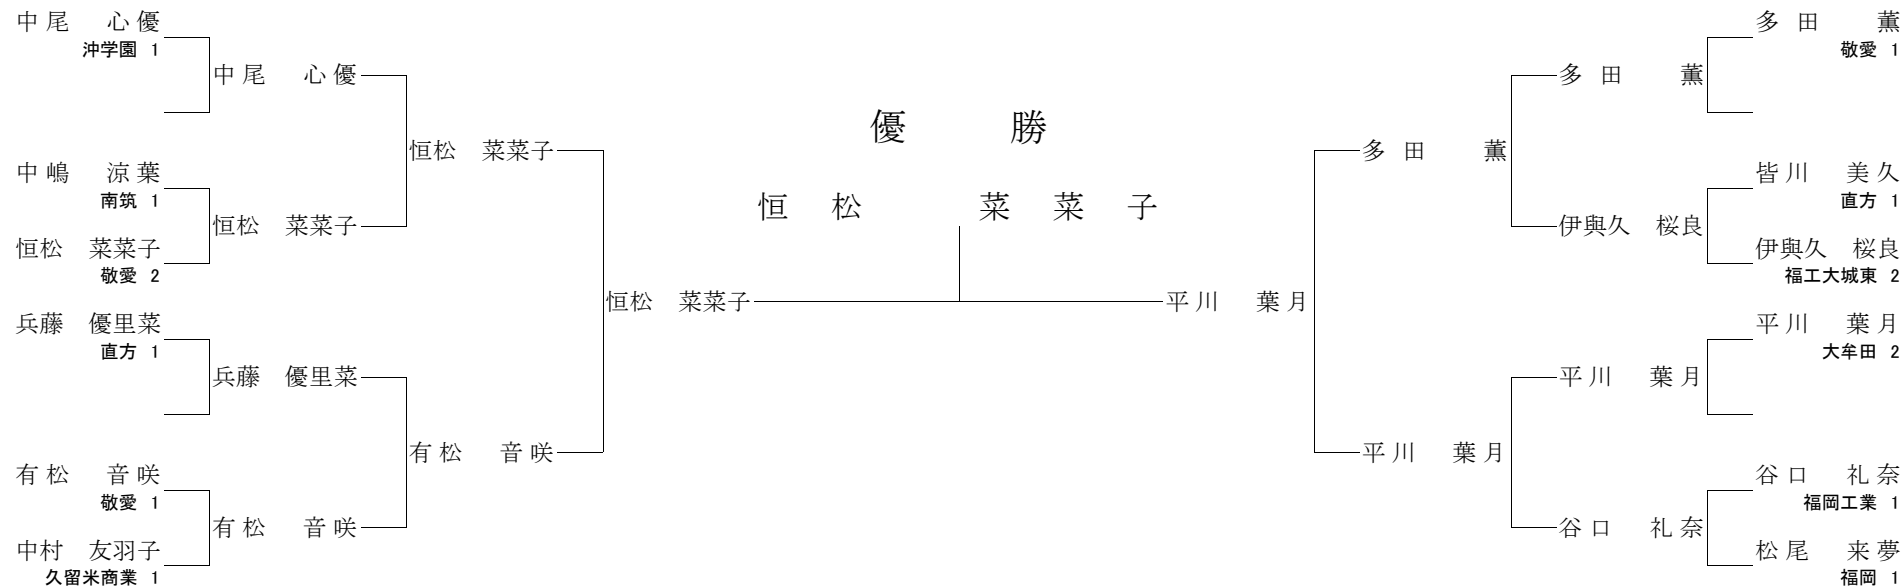 優 勝
恒 松 菜 菜 子
中 尾 心 優
沖学園 1
中 嶋 涼 葉
南筑 1
恒松 菜菜子
敬愛 2
兵藤 優里菜
直方 1
有 松 音 咲
敬愛 1
中村 友羽子
久留米商業 1
中 尾 心 優
恒松 菜菜子
兵藤 優里菜
有 松 音 咲
恒松 菜菜子
有 松 音 咲
恒松 菜菜子
平 川 葉 月
多 田 薫
平 川 葉 月
多 田 薫
伊與久 桜良
平 川 葉 月
谷 口 礼 奈
多 田 薫
敬愛 1
皆 川 美 久
直方 1
伊與久 桜良
福工大城東 2
平 川 葉 月
大牟田 2
谷 口 礼 奈
福岡工業 1
松 尾 来 夢
福岡 1